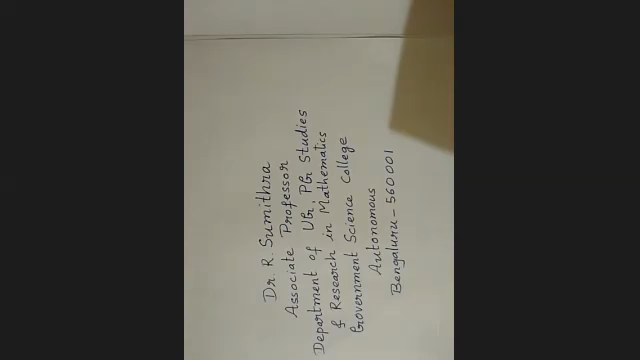 Dr. R. Sumithra
Associate Professor
Department of UG, PG Studies
& Research in Mathematics
Government Science College
Autonomous
Bengaluru - 560001